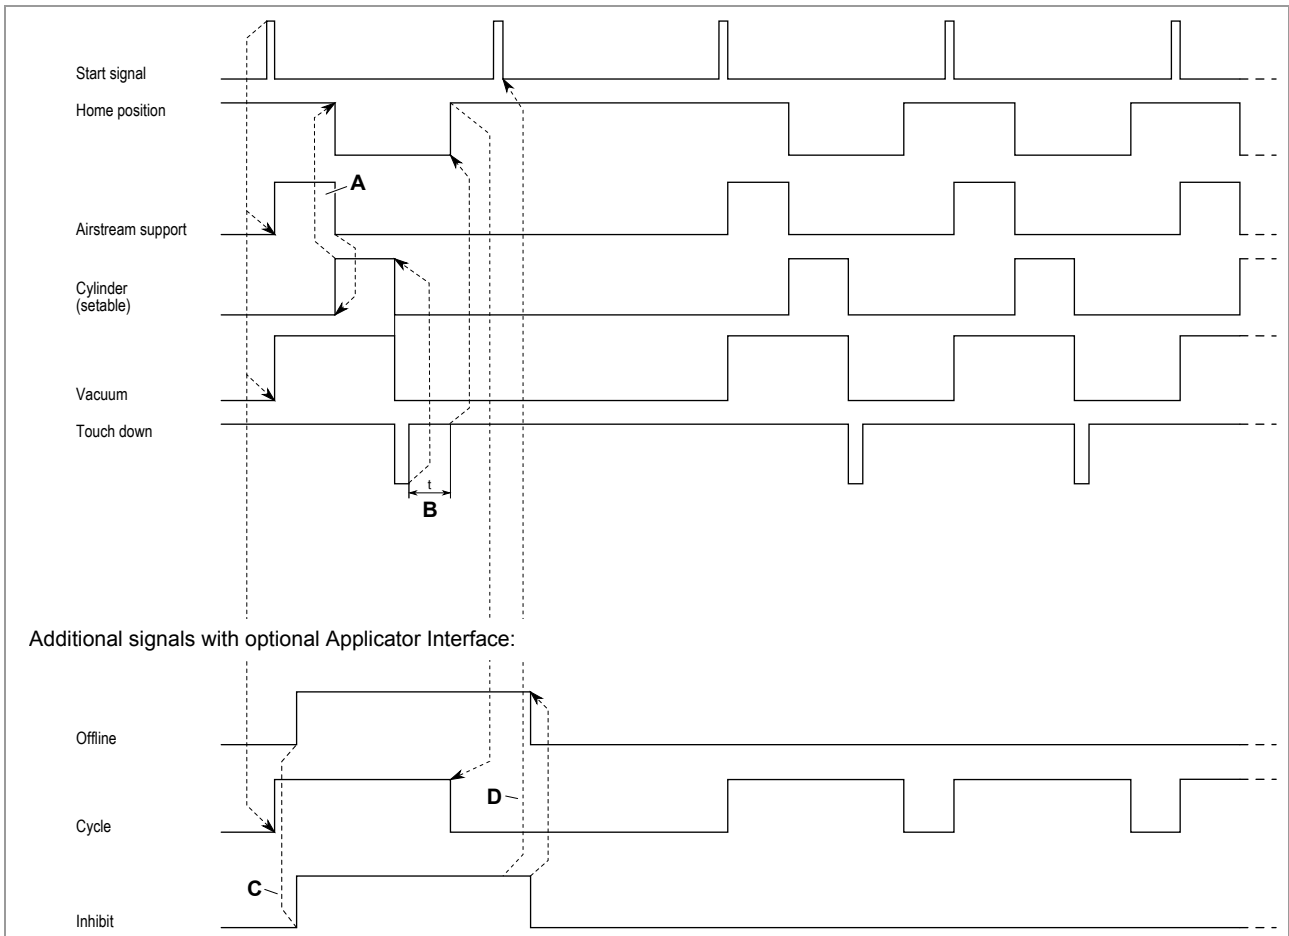 Start signal
Home position
A
Airstream support
Cylinder
(setable)
Vacuum
Touch down
t
B
Additional signals with optional Applicator Interface:
Offline
D
Cycle
C
Inhibit